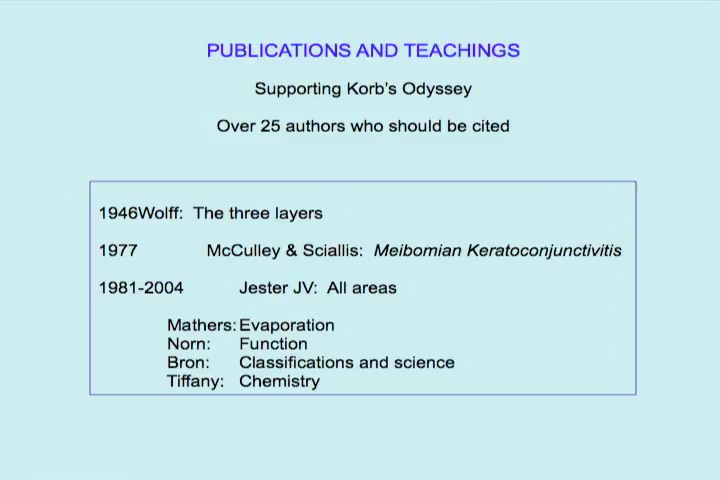 PUBLICATIONS AND TEACHINGS
Supporting Korb's Odyssey
Over 25 authors who should be cited
1946Wolff: The three layers
1977 McCulley & Sciallis: Meibomian Keratoconjunctivitis
1981-2004 Jester JV: All areas
Mathers: Evaporation
Norn: Function
Bron: Classifications and science
Tiffany: Chemistry